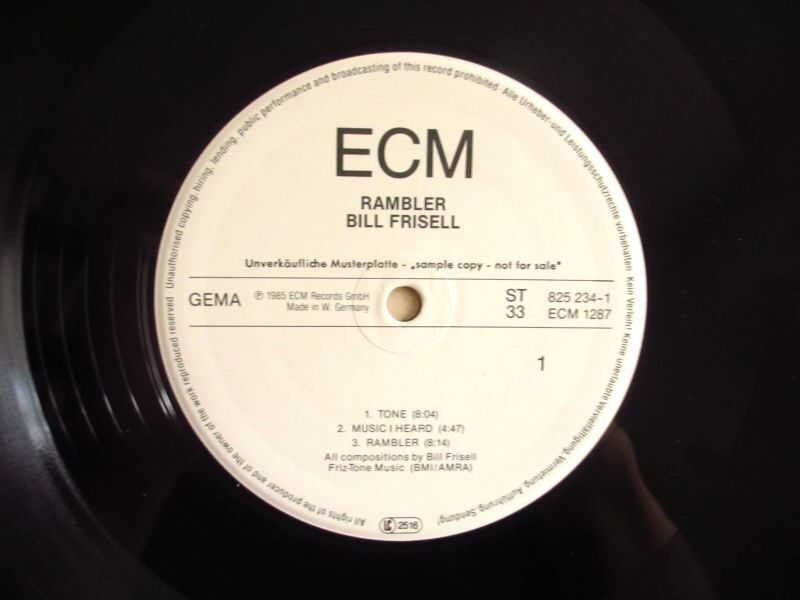 Unauthorised copying, hiring, lending, public performance and broadcasting of this record prohibited · Alle Urheber- und Leistungsschutzrechte vorbehalten. Kein Verleih! Keine unerlaubte Vervielfältigung, Vermietung, Aufführung, Sendung!
ECM
RAMBLER
BILL FRISELL
Unverkäufliche Musterplatte - „sample copy - not for sale"
GEMA
℗ 1985 ECM Records GmbH
Made in W. Germany
ST
33
825 234-1
ECM 1287
1
1. TONE (8:04)
2. MUSIC I HEARD (4:47)
3. RAMBLER (8:14)
All compositions by Bill Frisell
Friz-Tone Music (BMI/AMRA)
All rights of the producer and of the owner of the work reproduced reserved ·
LC 2516